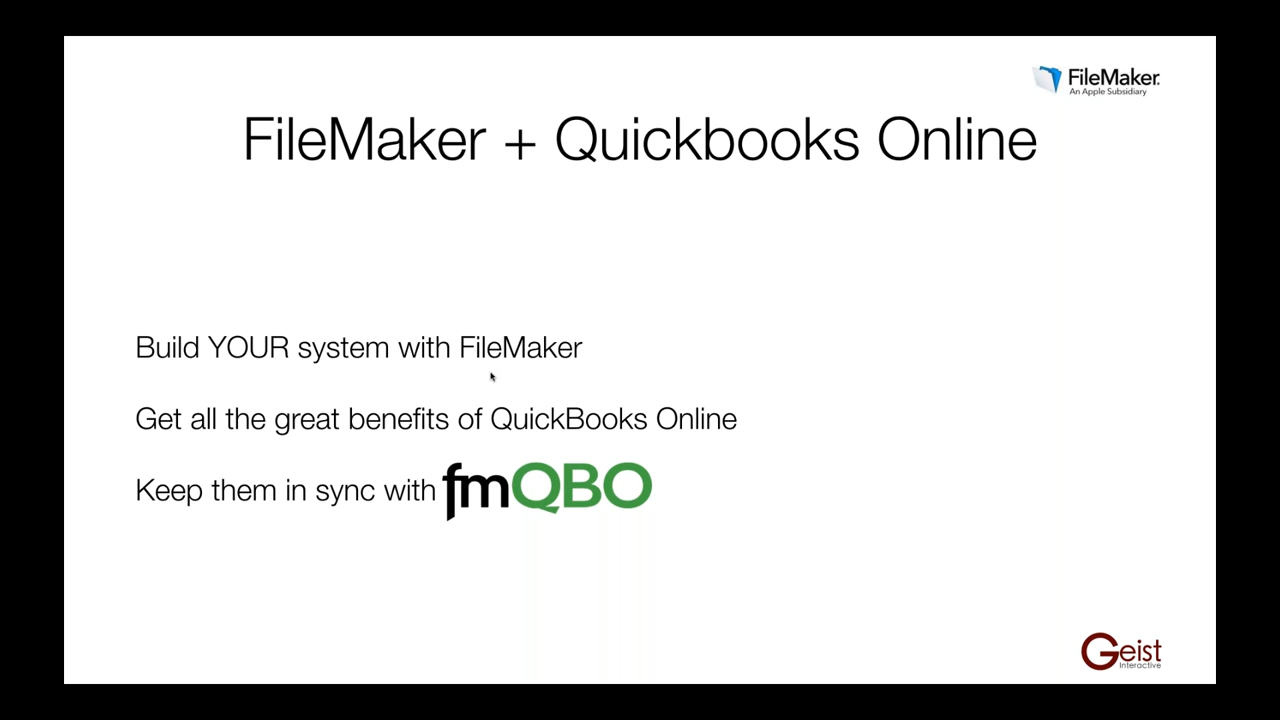 FileMaker
An Apple Subsidiary
FileMaker + Quickbooks Online
Build YOUR system with FileMaker
Get all the great benefits of QuickBooks Online
Keep them in sync with fmQBO
Geist
Interactive